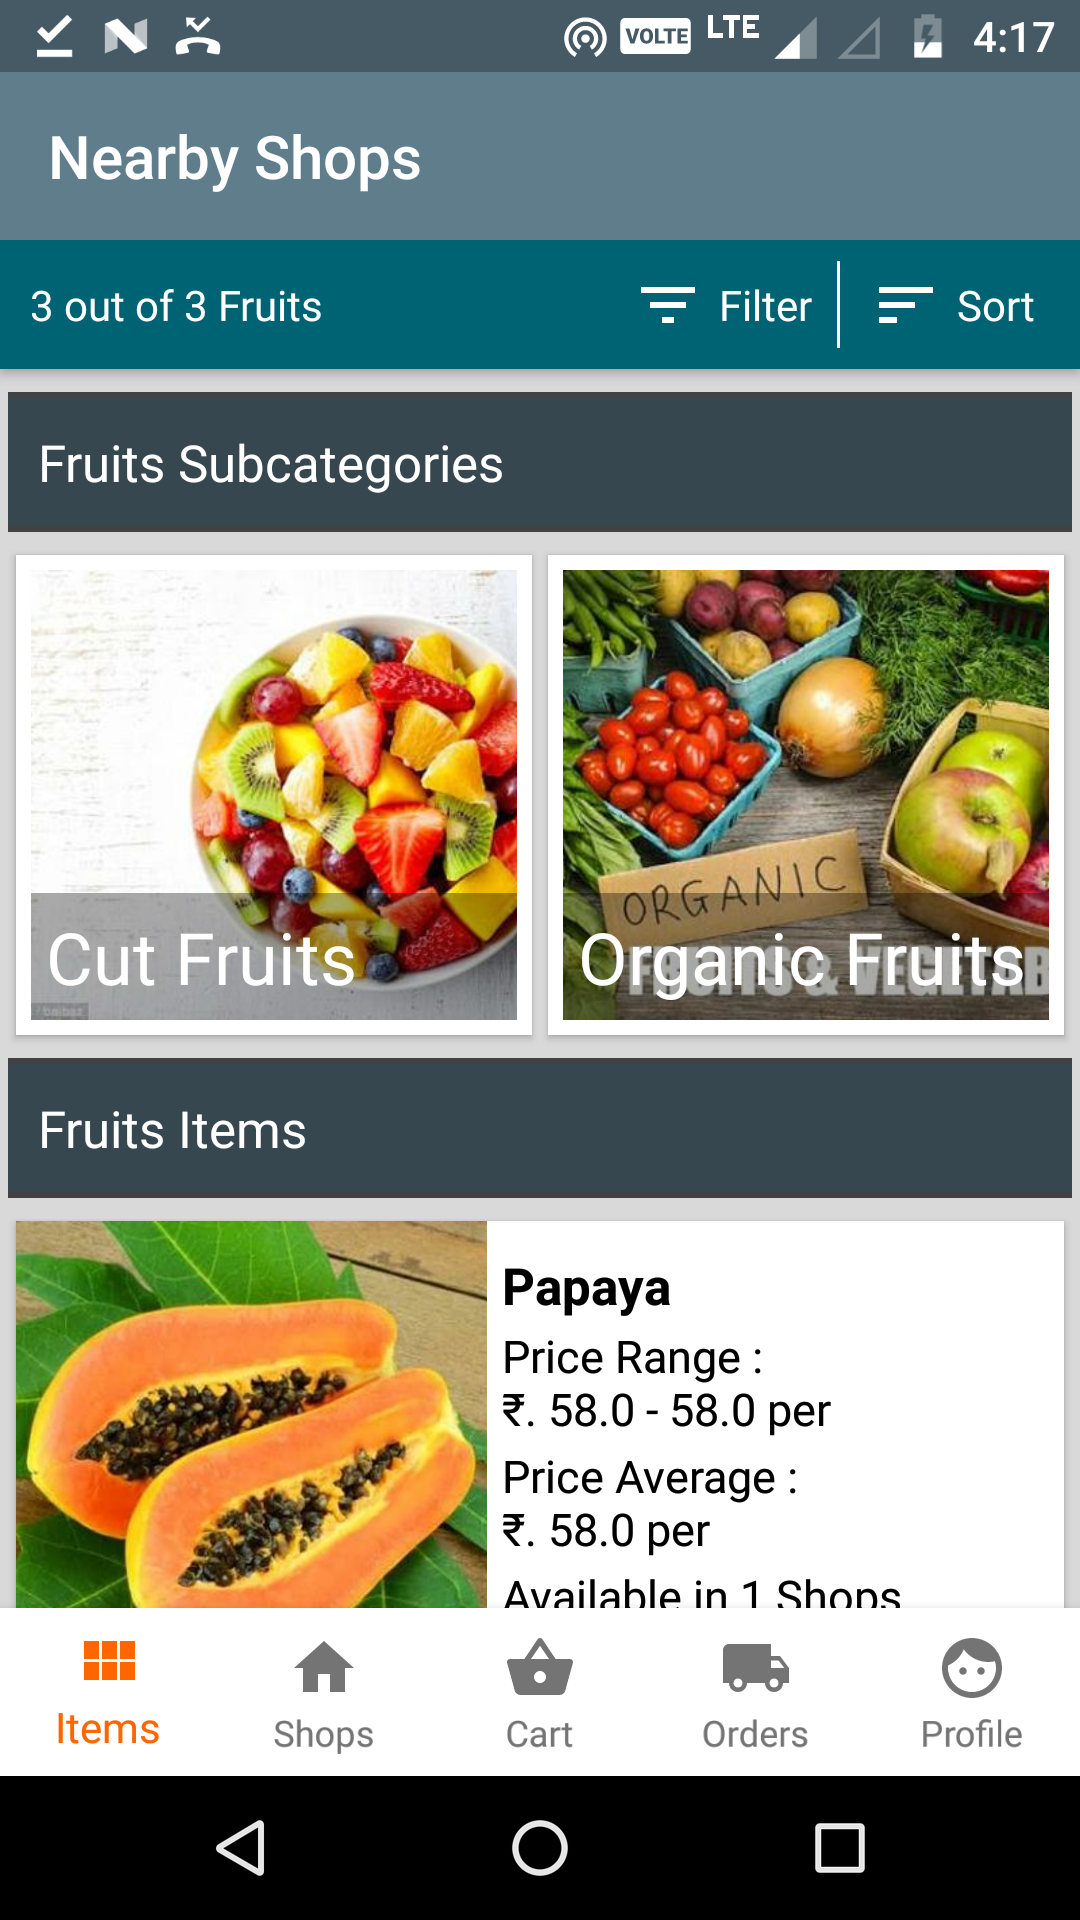 VOLTE LTE 4:17
Nearby Shops
3 out of 3 Fruits Filter Sort
Fruits Subcategories
ORGANIC
Cut Fruits Organic Fruits
Fruits Items
Papaya
Price Range :
₹. 58.0 - 58.0 per
Price Average :
₹. 58.0 per
Available in 1 Shops
Items Shops Cart Orders Profile